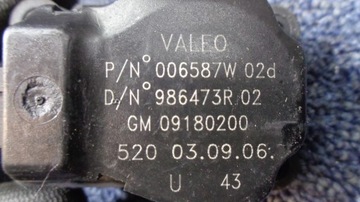 VALEO
P/N° 006587W 02d
D/N° 986473R 02
GM 09180200
520 03.09.06.
U 43